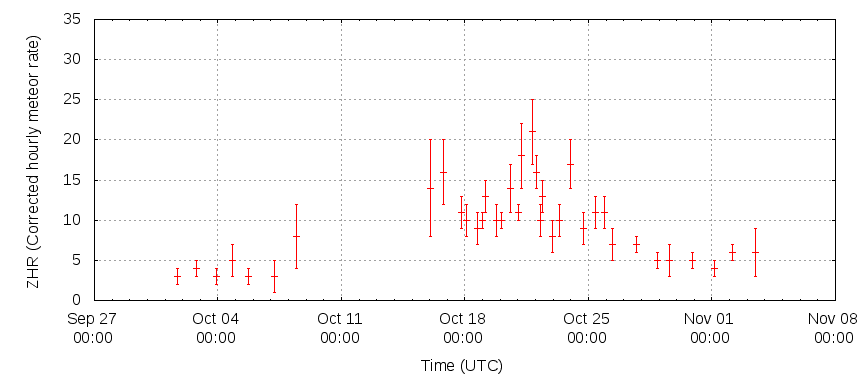 35
30
25
20
15
10
5
0
ZHR (Corrected hourly meteor rate)
Sep 27 Oct 04 Oct 11 Oct 18 Oct 25 Nov 01 Nov 08
00:00 00:00 00:00 00:00 00:00 00:00 00:00
Time (UTC)